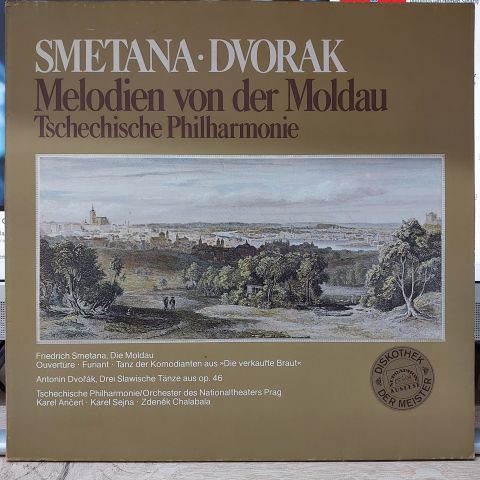 SMETANA · DVORAK
Melodien von der Moldau
Tschechische Philharmonie
Friedrich Smetana, Die Moldau
Ouvertüre · Furiant · Tanz der Komödianten aus »Die verkaufte Braut«
Antonin Dvořák, Drei Slawische Tänze aus op. 46
Tschechische Philharmonie/Orchester des Nationaltheaters Prag
Karel Ančerl · Karel Šejna · Zdeněk Chalabala
DISKOTHEK
DER MEISTER